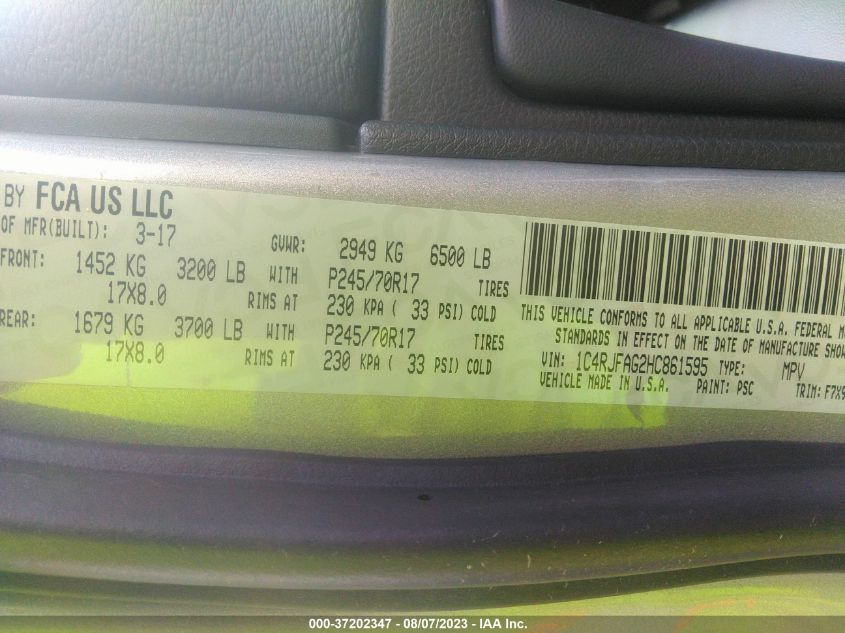 BY FCA US LLC
OF MFR(BUILT): 3-17 GVWR: 2949 KG 6500 LB
FRONT: 1452 KG 3200 LB WITH P245/70R17 TIRES
17X8.0 RIMS AT 230 KPA ( 33 PSI) COLD
REAR: 1679 KG 3700 LB WITH P245/70R17 TIRES
17X8.0 RIMS AT 230 KPA ( 33 PSI) COLD
THIS VEHICLE CONFORMS TO ALL APPLICABLE U.S.A. FEDERAL M
STANDARDS IN EFFECT ON THE DATE OF MANUFACTURE SHOW
VIN: 1C4RJFAG2HC861595 TYPE: MPV
VEHICLE MADE IN U.S.A. PAINT: PSC TRIM: F7X9
000-37202347 - 08/07/2023 - IAA Inc.